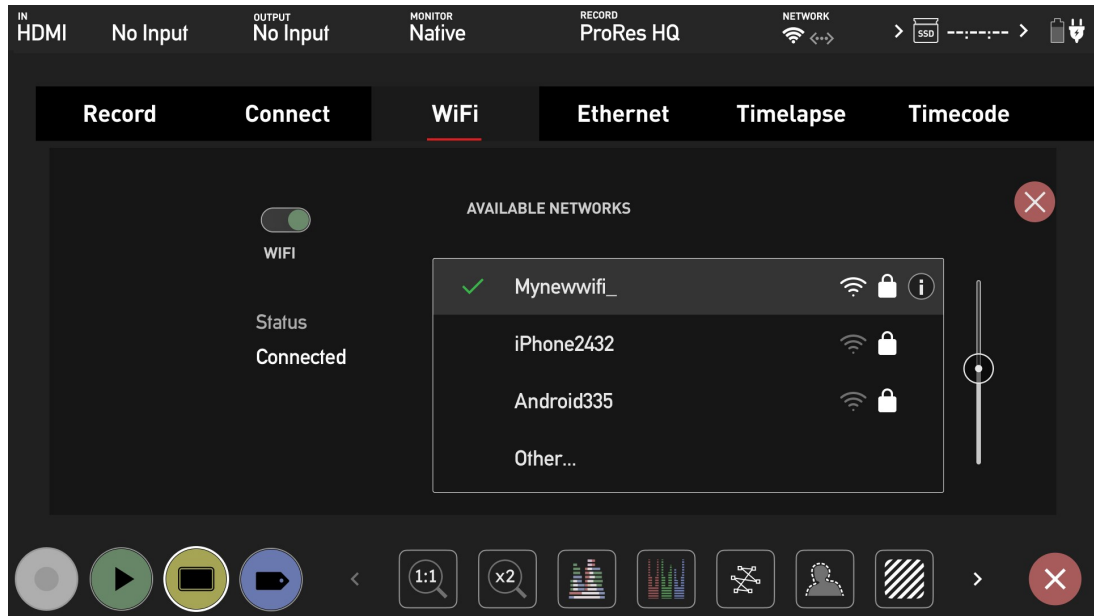 IN OUTPUT MONITOR RECORD NETWORK
HDMI No Input No Input Native ProRes HQ SSD --:--:--
Record Connect WiFi Ethernet Timelapse Timecode
AVAILABLE NETWORKS
WIFI
Mynewwifi_
Status
Connected
iPhone2432
Android335
Other...
1:1 x2